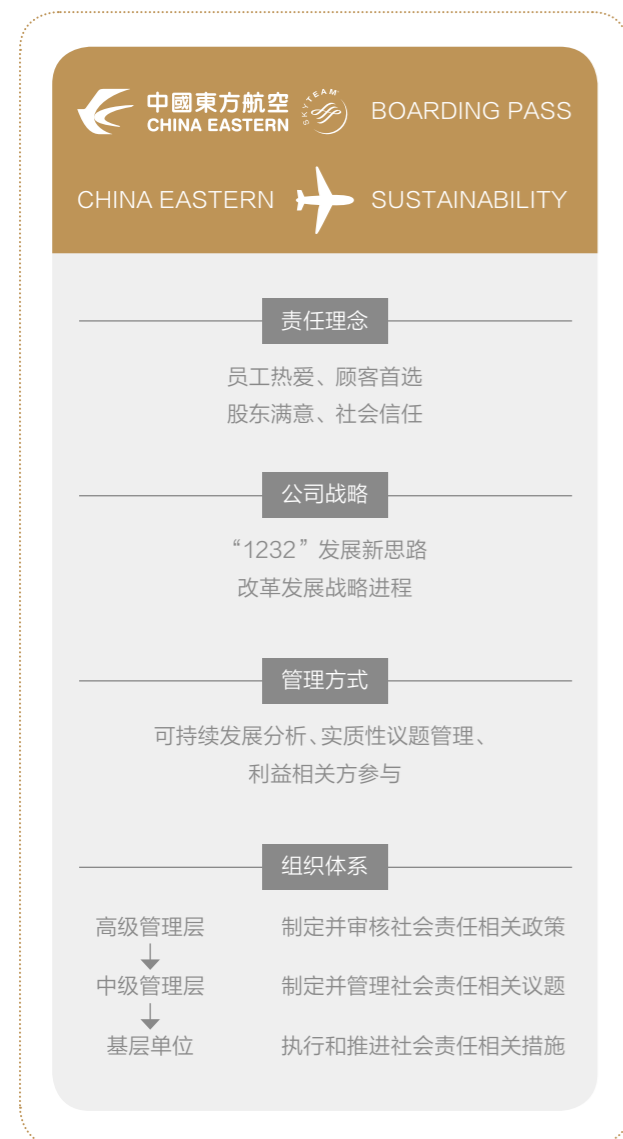 中國東方航空
CHINA EASTERN
SKYTEAM
BOARDING PASS
CHINA EASTERN
SUSTAINABILITY
责任理念
员工热爱、顾客首选
股东满意、社会信任
公司战略
“1232”发展新思路
改革发展战略进程
管理方式
可持续发展分析、实质性议题管理、
利益相关方参与
组织体系
高级管理层 制定并审核社会责任相关政策
中级管理层 制定并管理社会责任相关议题
基层单位 执行和推进社会责任相关措施